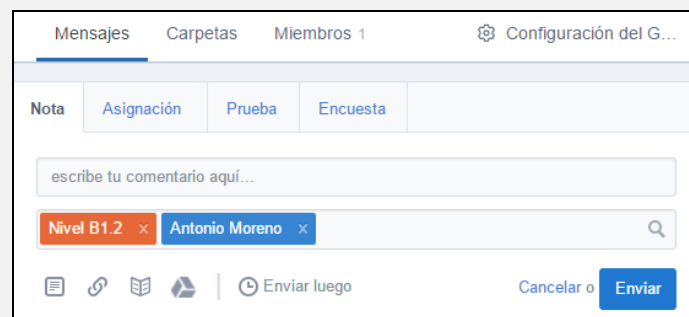 Mensajes Carpetas Miembros 1 Configuración del G...
Nota Asignación Prueba Encuesta
escribe tu comentario aquí...
Nivel B1.2 x Antonio Moreno x
Enviar luego Cancelar o Enviar